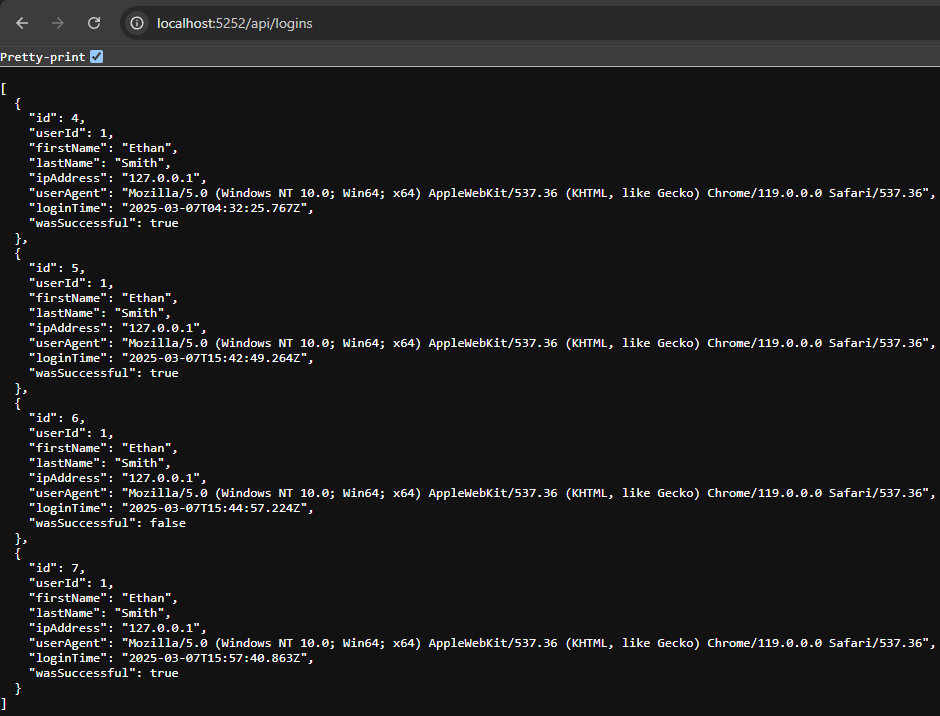 localhost:5252/api/logins
Pretty-print
[
  {
    "id": 4,
    "userId": 1,
    "firstName": "Ethan",
    "lastName": "Smith",
    "ipAddress": "127.0.0.1",
    "userAgent": "Mozilla/5.0 (Windows NT 10.0; Win64; x64) AppleWebKit/537.36 (KHTML, like Gecko) Chrome/119.0.0.0 Safari/537.36",
    "loginTime": "2025-03-07T04:32:25.767Z",
    "wasSuccessful": true
  },
  {
    "id": 5,
    "userId": 1,
    "firstName": "Ethan",
    "lastName": "Smith",
    "ipAddress": "127.0.0.1",
    "userAgent": "Mozilla/5.0 (Windows NT 10.0; Win64; x64) AppleWebKit/537.36 (KHTML, like Gecko) Chrome/119.0.0.0 Safari/537.36",
    "loginTime": "2025-03-07T15:42:49.264Z",
    "wasSuccessful": true
  },
  {
    "id": 6,
    "userId": 1,
    "firstName": "Ethan",
    "lastName": "Smith",
    "ipAddress": "127.0.0.1",
    "userAgent": "Mozilla/5.0 (Windows NT 10.0; Win64; x64) AppleWebKit/537.36 (KHTML, like Gecko) Chrome/119.0.0.0 Safari/537.36",
    "loginTime": "2025-03-07T15:44:57.224Z",
    "wasSuccessful": false
  },
  {
    "id": 7,
    "userId": 1,
    "firstName": "Ethan",
    "lastName": "Smith",
    "ipAddress": "127.0.0.1",
    "userAgent": "Mozilla/5.0 (Windows NT 10.0; Win64; x64) AppleWebKit/537.36 (KHTML, like Gecko) Chrome/119.0.0.0 Safari/537.36",
    "loginTime": "2025-03-07T15:57:40.863Z",
    "wasSuccessful": true
  }
]